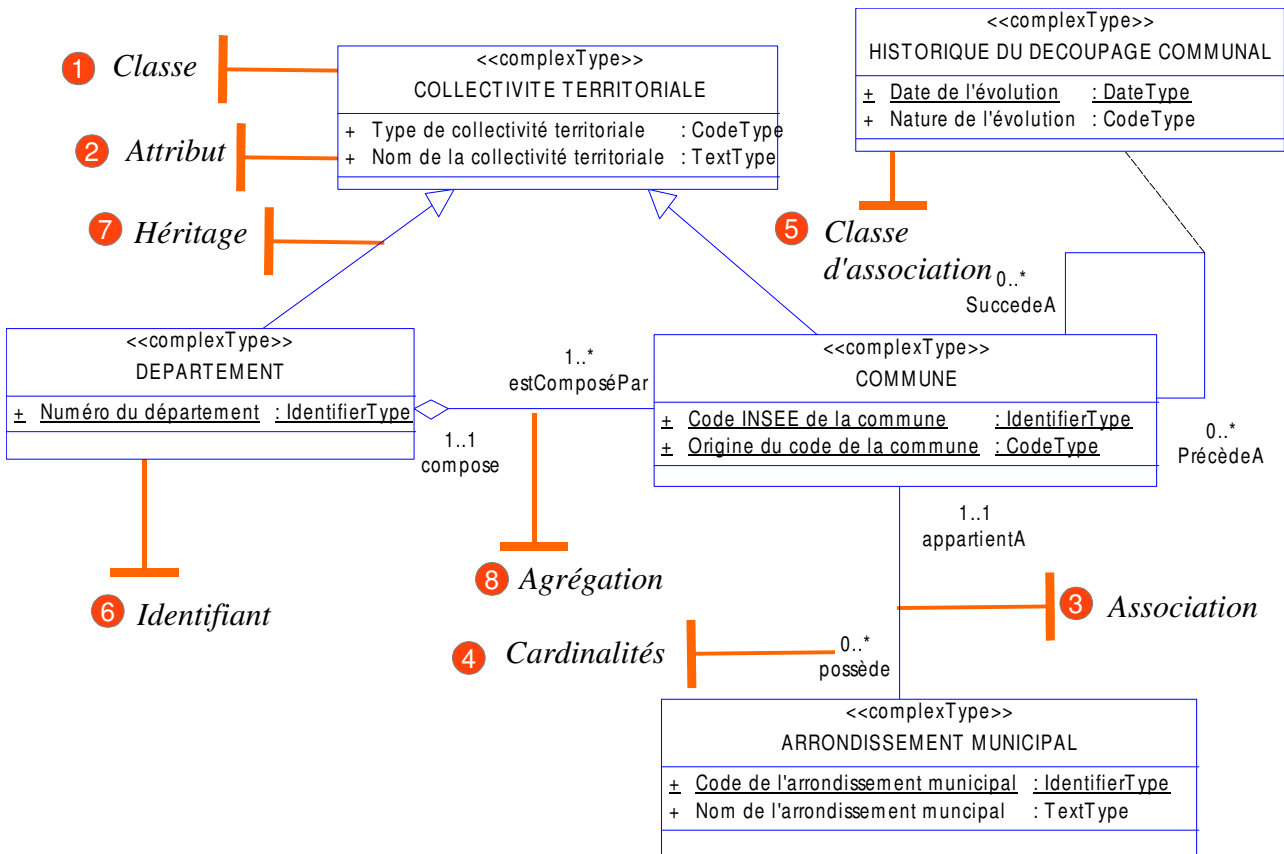 1 Classe
2 Attribut
7 Héritage
<<complexType>>
COLLECTIVITE TERRITORIALE
+ Type de collectivité territoriale : CodeType
+ Nom de la collectivité territoriale : TextType
<<complexType>>
HISTORIQUE DU DECOUPAGE COMMUNAL
+ Date de l'évolution : DateType
+ Nature de l'évolution : CodeType
5 Classe
d'association
0..*
SuccedeA
<<complexType>>
DEPARTEMENT
+ Numéro du département : IdentifierType
1..*
estComposéPar
1..1
compose
<<complexType>>
COMMUNE
+ Code INSEE de la commune : IdentifierType
+ Origine du code de la commune : CodeType
0..*
PrécèdeA
1..1
appartientA
8 Agrégation
6 Identifiant
3 Association
4 Cardinalités
0..*
possède
<<complexType>>
ARRONDISSEMENT MUNICIPAL
+ Code de l'arrondissement municipal : IdentifierType
+ Nom de l'arrondissement muncipal : TextType